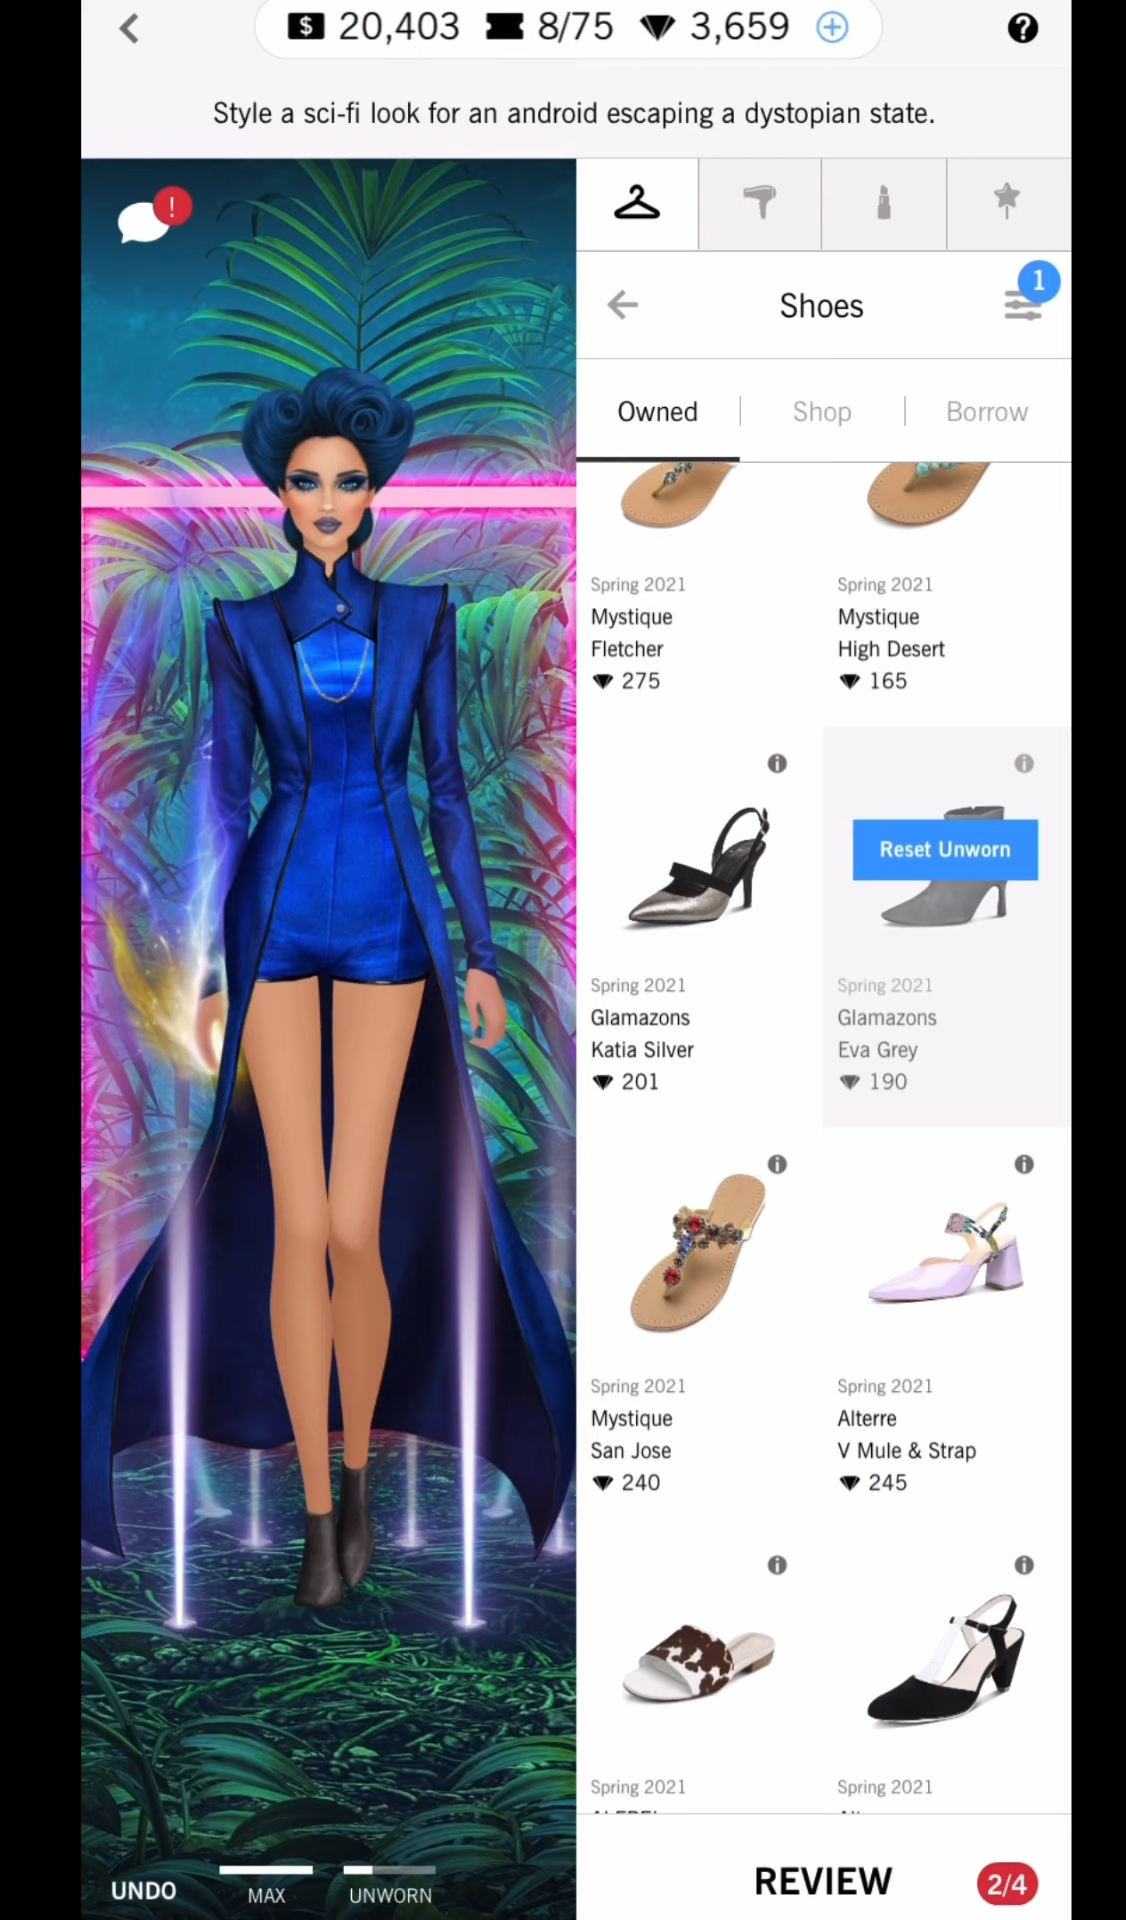 $ 20,403 8/75 3,659 + ?
Style a sci-fi look for an android escaping a dystopian state.
!
1
Shoes
Owned
Shop
Borrow
Spring 2021
Mystique
Fletcher
275
Spring 2021
Mystique
High Desert
165
i
Spring 2021
Glamazons
Katia Silver
201
i
Reset Unworn
Spring 2021
Glamazons
Eva Grey
190
i
Spring 2021
Mystique
San Jose
240
i
Spring 2021
Alterre
V Mule & Strap
245
i
Spring 2021
i
Spring 2021
UNDO
MAX
UNWORN
REVIEW
2/4